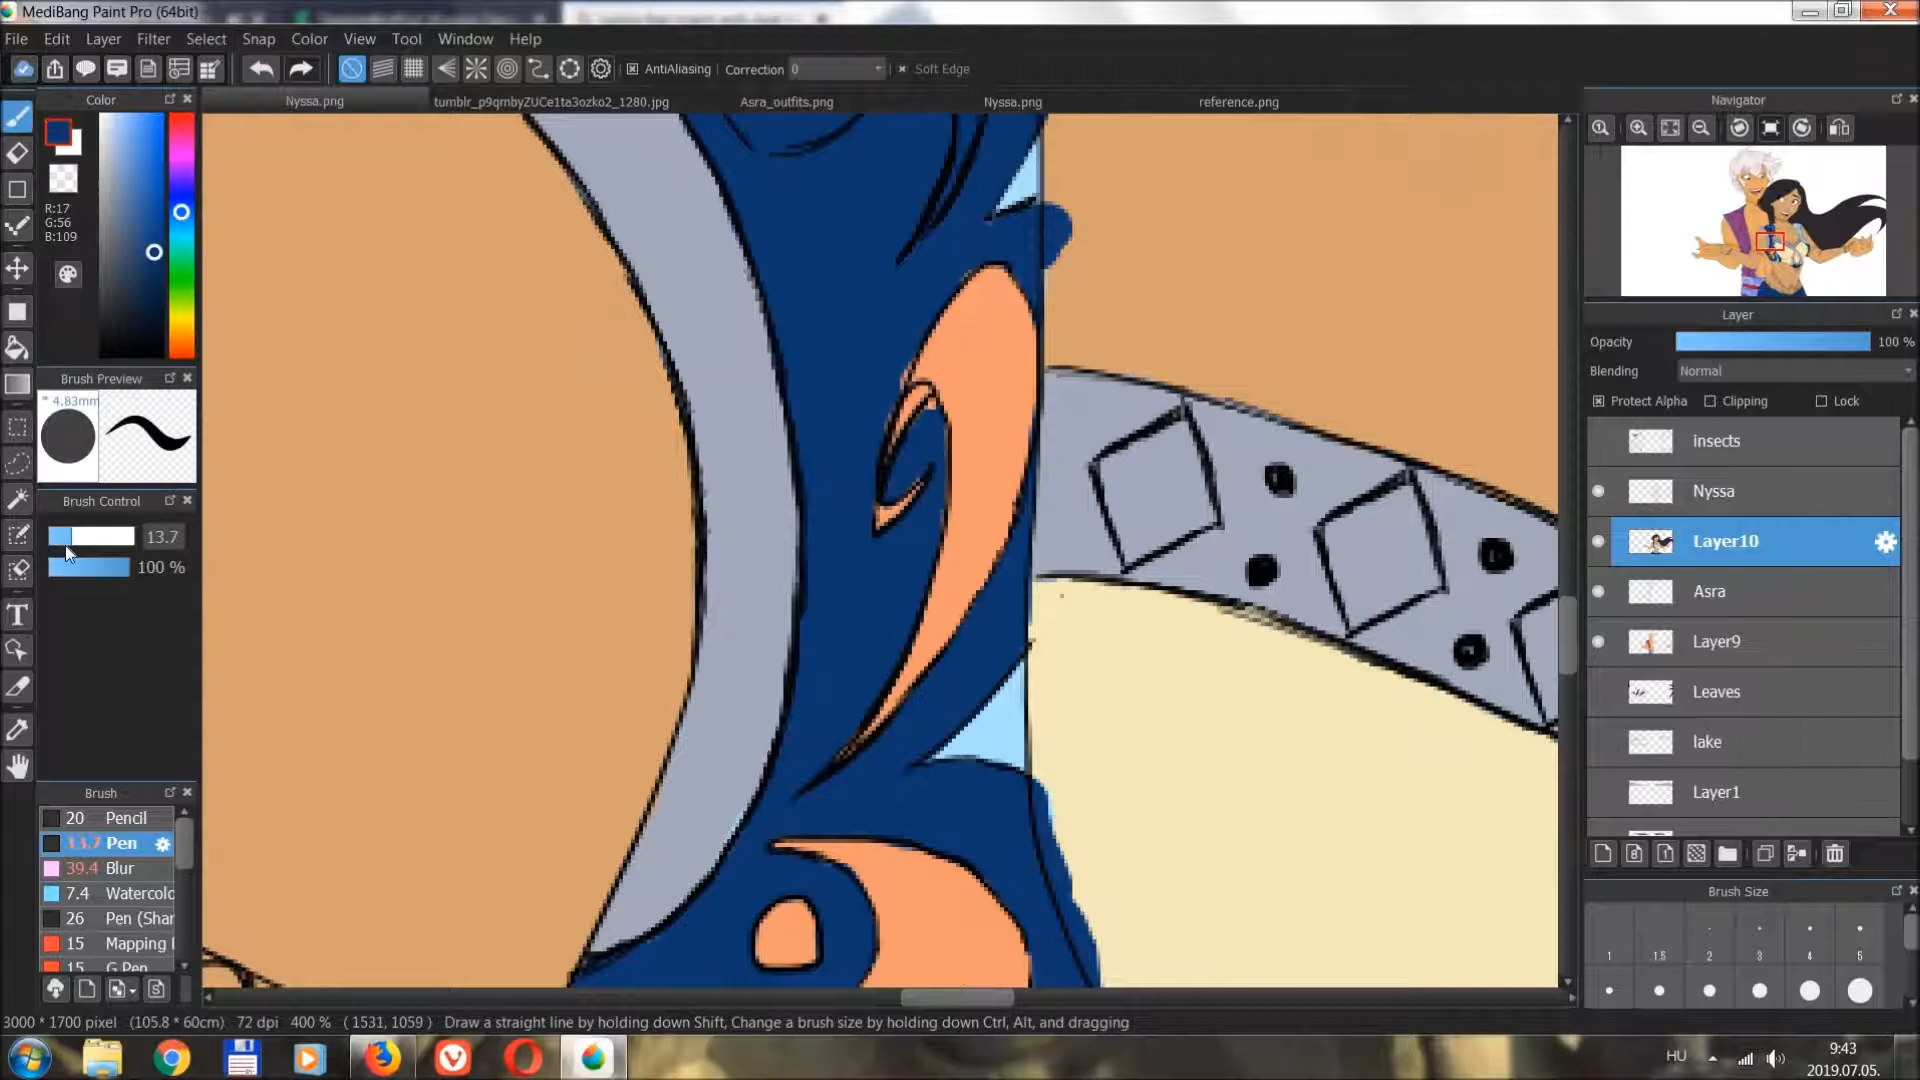 MediBang Paint Pro (64bit)
File Edit Layer Filter Select Snap Color View Tool Window Help
AntiAliasing Correction 0 Soft Edge
Color
Nyssa.png tumblr_p9qmbyZUCe1ta3ozko2_1280.jpg Asra_outfits.png Nyssa.png reference.png
Navigator
R:17
G:56
B:109
Layer
Opacity 100 %
Blending Normal
Protect Alpha Clipping Lock
Brush Preview
* 4.83mm
Brush Control
13.7
100 %
insects
Nyssa
Layer10
Asra
Layer9
Leaves
lake
Layer1
Brush
20 Pencil
13.7 Pen
39.4 Blur
7.4 Watercolo
26 Pen (Shar
15 Mapping
15 G Pen
Brush Size
1 1.5 2 3 4 5
3000 * 1700 pixel (105.8 * 60cm) 72 dpi 400 % ( 1531, 1059 ) Draw a straight line by holding down Shift, Change a brush size by holding down Ctrl, Alt, and dragging
HU
9:43
2019.07.05.